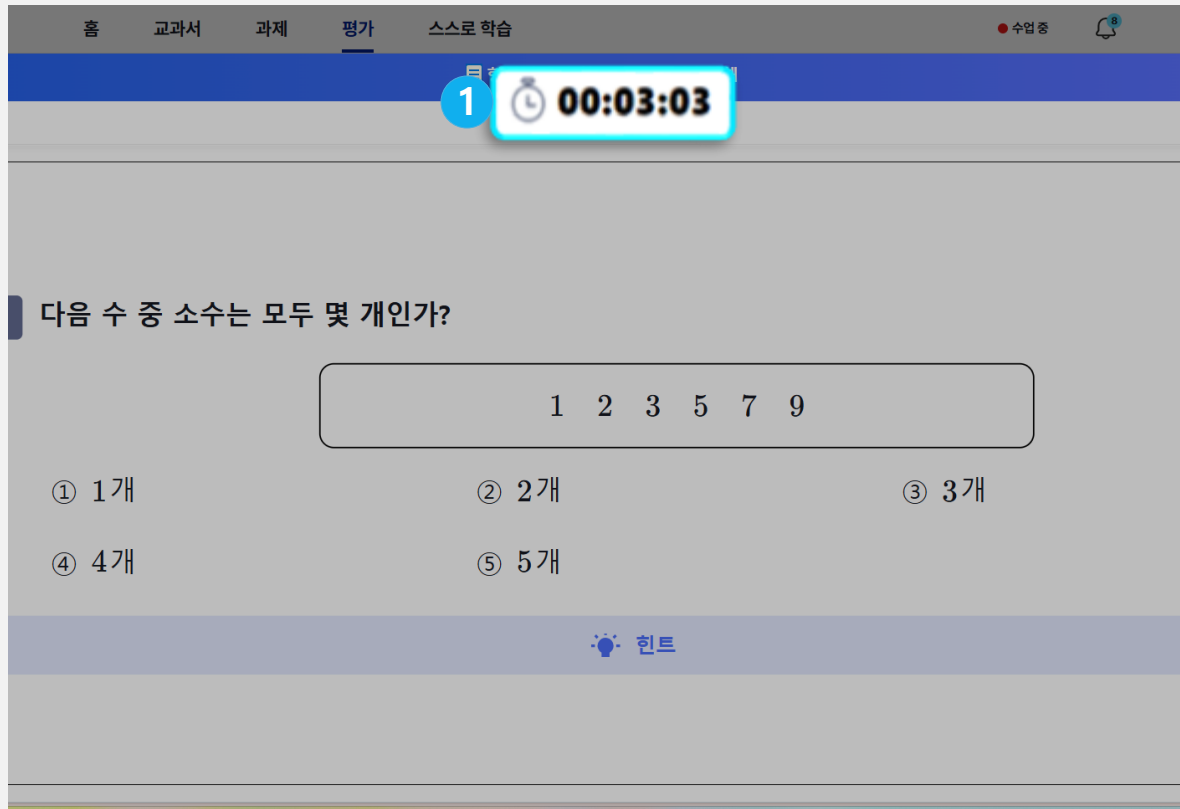 홈 교과서 과제 평가 스스로 학습 수업 중 8
1 00:03:03
다음 수 중 소수는 모두 몇 개인가?
1 2 3 5 7 9
① 1개 ② 2개 ③ 3개
④ 4개 ⑤ 5개
힌트